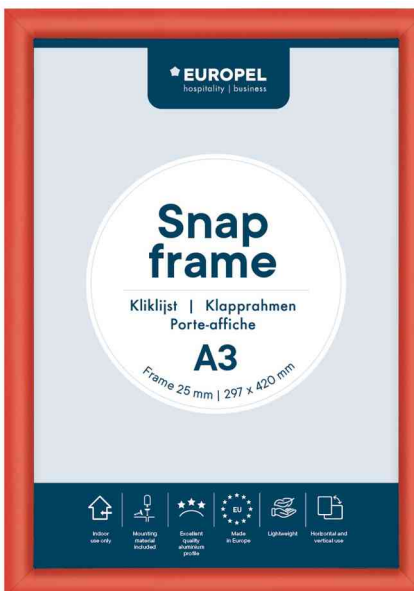 EUROPEL
hospitality | business
Snap
frame
Kliklijst | Klapprahmen
Porte-affiche
A3
Frame 25 mm | 297 x 420 mm
EU
Indoor
use only
Mounting
material
included
Excellent
quality
aluminium
profile
Made
in Europe
Lightweight
Horizontal and
vertical use